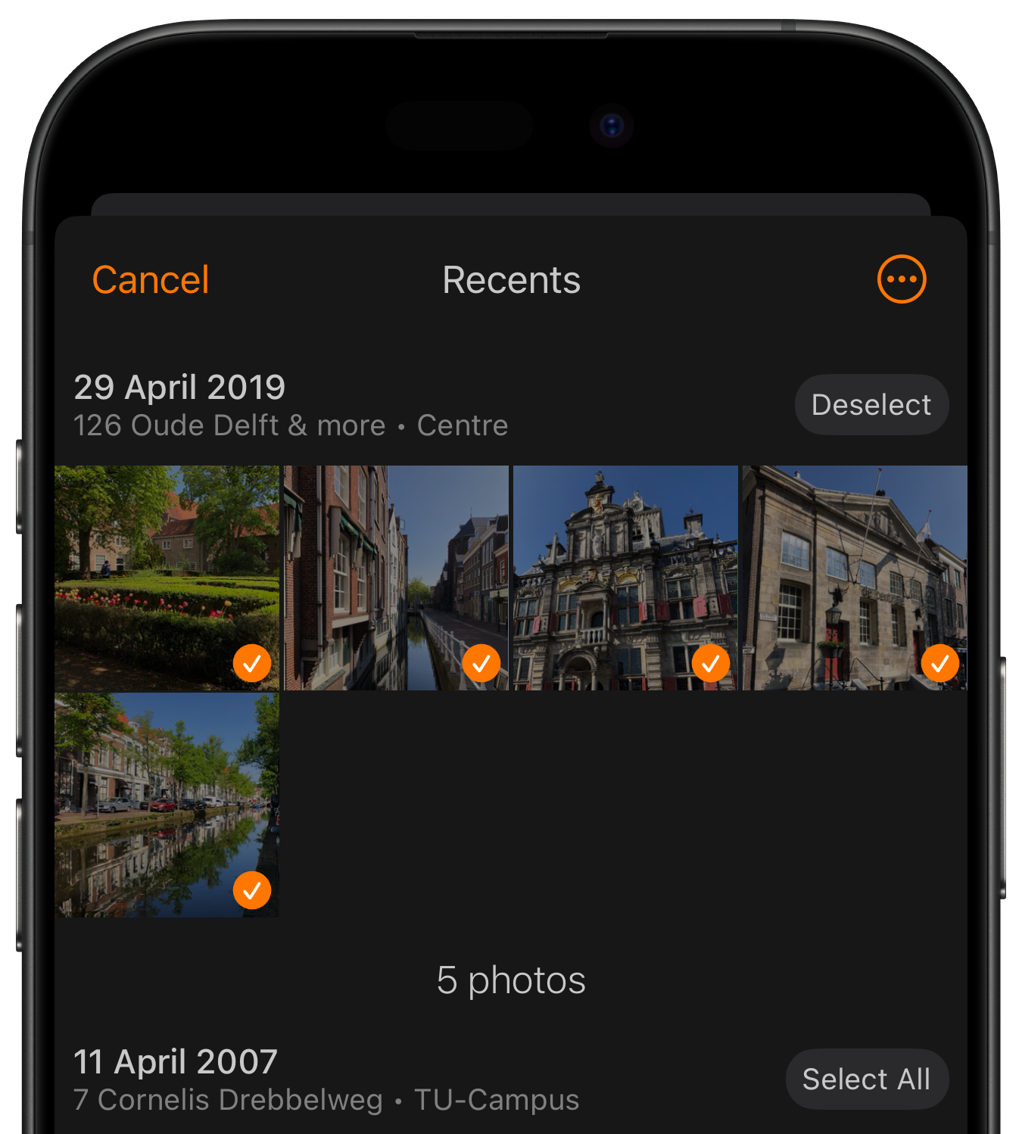 Cancel
Recents
29 April 2019
126 Oude Delft & more • Centre
Deselect
5 photos
11 April 2007
7 Cornelis Drebbelweg • TU-Campus
Select All